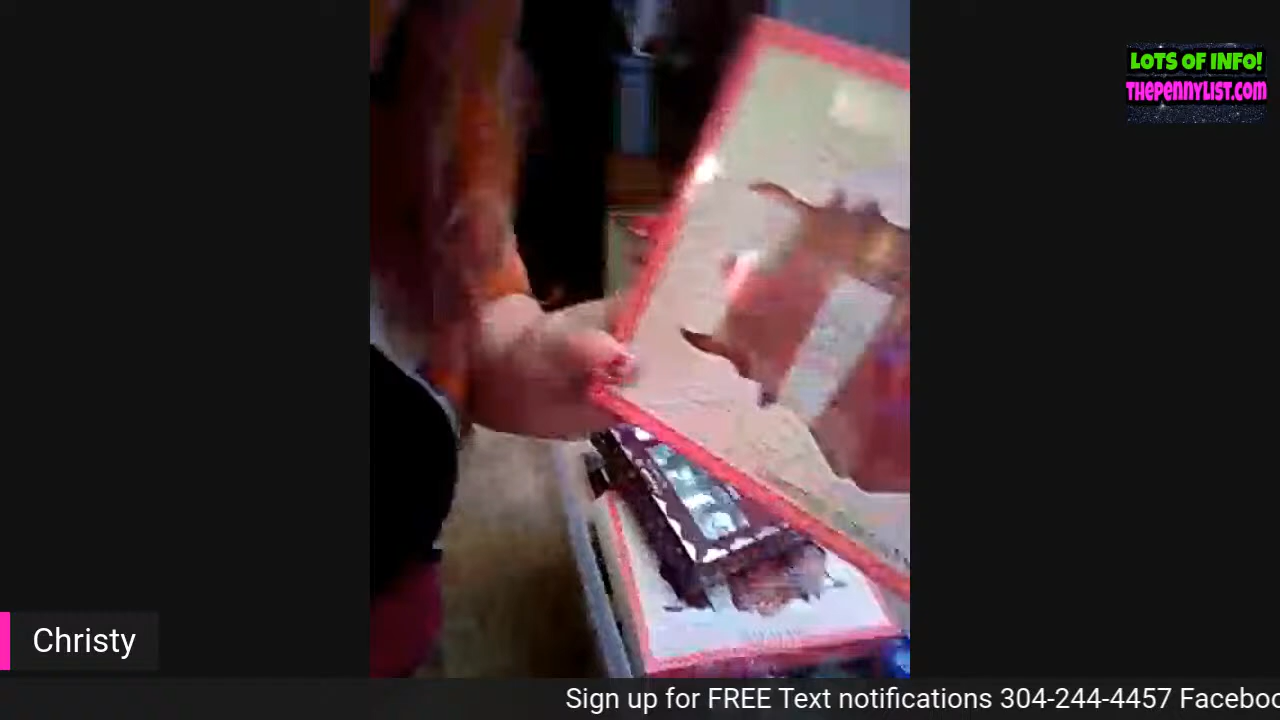 LOTS OF INFO!
THEPENNYLIST.COM
Christy
Sign up for FREE Text notifications 304-244-4457 Faceboo